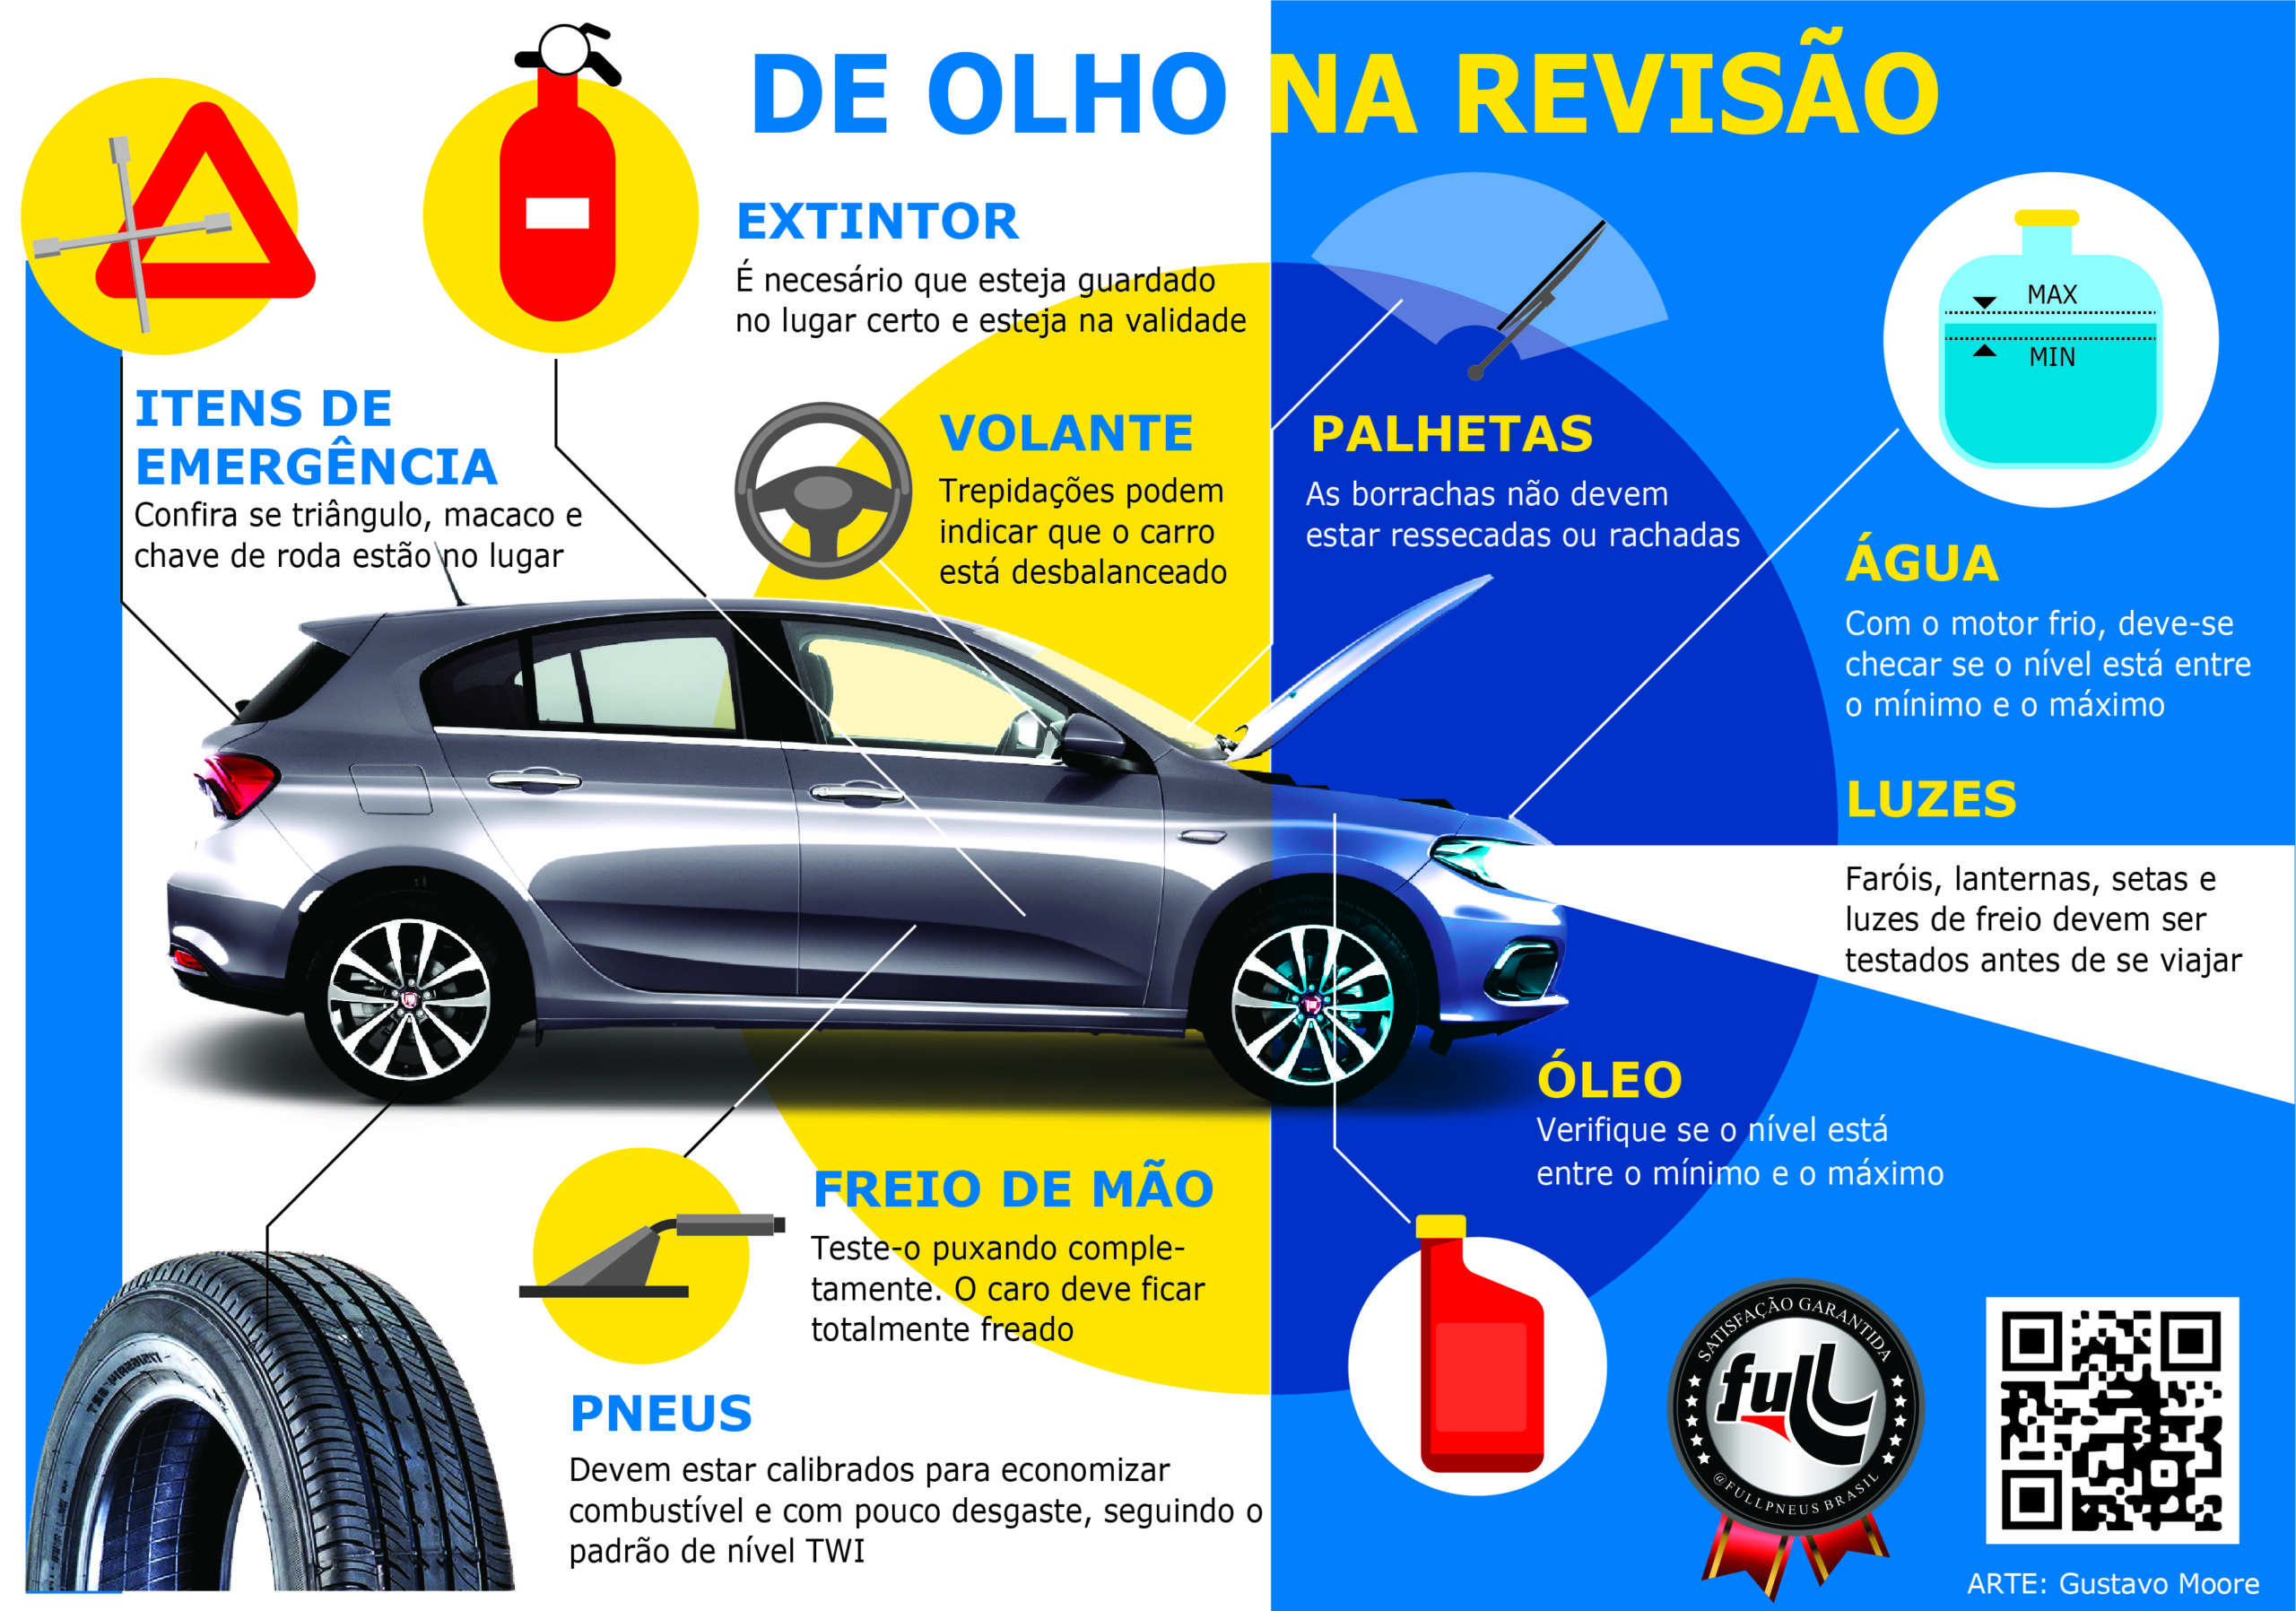 DE OLHO NA REVISÃO
EXTINTOR
É necesário que esteja guardado
no lugar certo e esteja na validade
ITENS DE
EMERGÊNCIA
Confira se triângulo, macaco e
chave de roda estão no lugar
VOLANTE
Trepidações podem
indicar que o carro
está desbalanceado
PALHETAS
As borrachas não devem
estar ressecadas ou rachadas
MAX
MIN
ÁGUA
Com o motor frio, deve-se
checar se o nível está entre
o mínimo e o máximo
LUZES
Faróis, lanternas, setas e
luzes de freio devem ser
testados antes de se viajar
ÓLEO
Verifique se o nível está
entre o mínimo e o máximo
FREIO DE MÃO
Teste-o puxando comple-
tamente. O caro deve ficar
totalmente freado
PNEUS
Devem estar calibrados para economizar
combustível e com pouco desgaste, seguindo o
padrão de nível TWI
SATISFAÇÃO GARANTIDA
full
@FULLPNEUS BRASIL
ARTE: Gustavo Moore